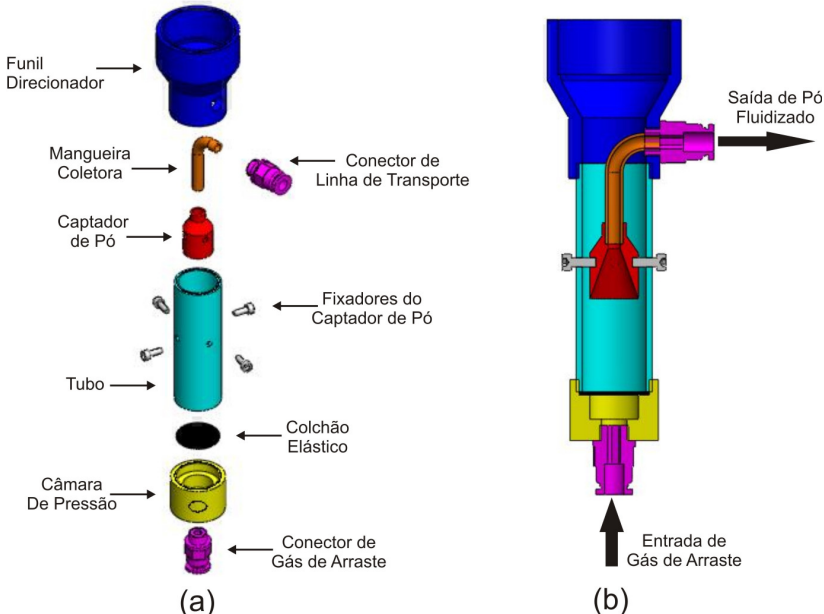 Funil
Direcionador
Mangueira
Coletora
Conector de
Linha de Transporte
Captador
de Pó
Fixadores do
Captador de Pó
Tubo
Colchão
Elástico
Câmara
De Pressão
Conector de
Gás de Arraste
(a)
Saída de Pó
Fluidizado
Entrada de
Gás de Arraste
(b)